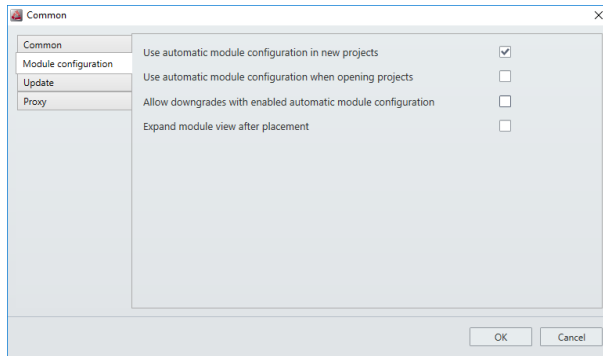 Common
Common
Module configuration
Update
Proxy
Use automatic module configuration in new projects
Use automatic module configuration when opening projects
Allow downgrades with enabled automatic module configuration
Expand module view after placement
OK
Cancel